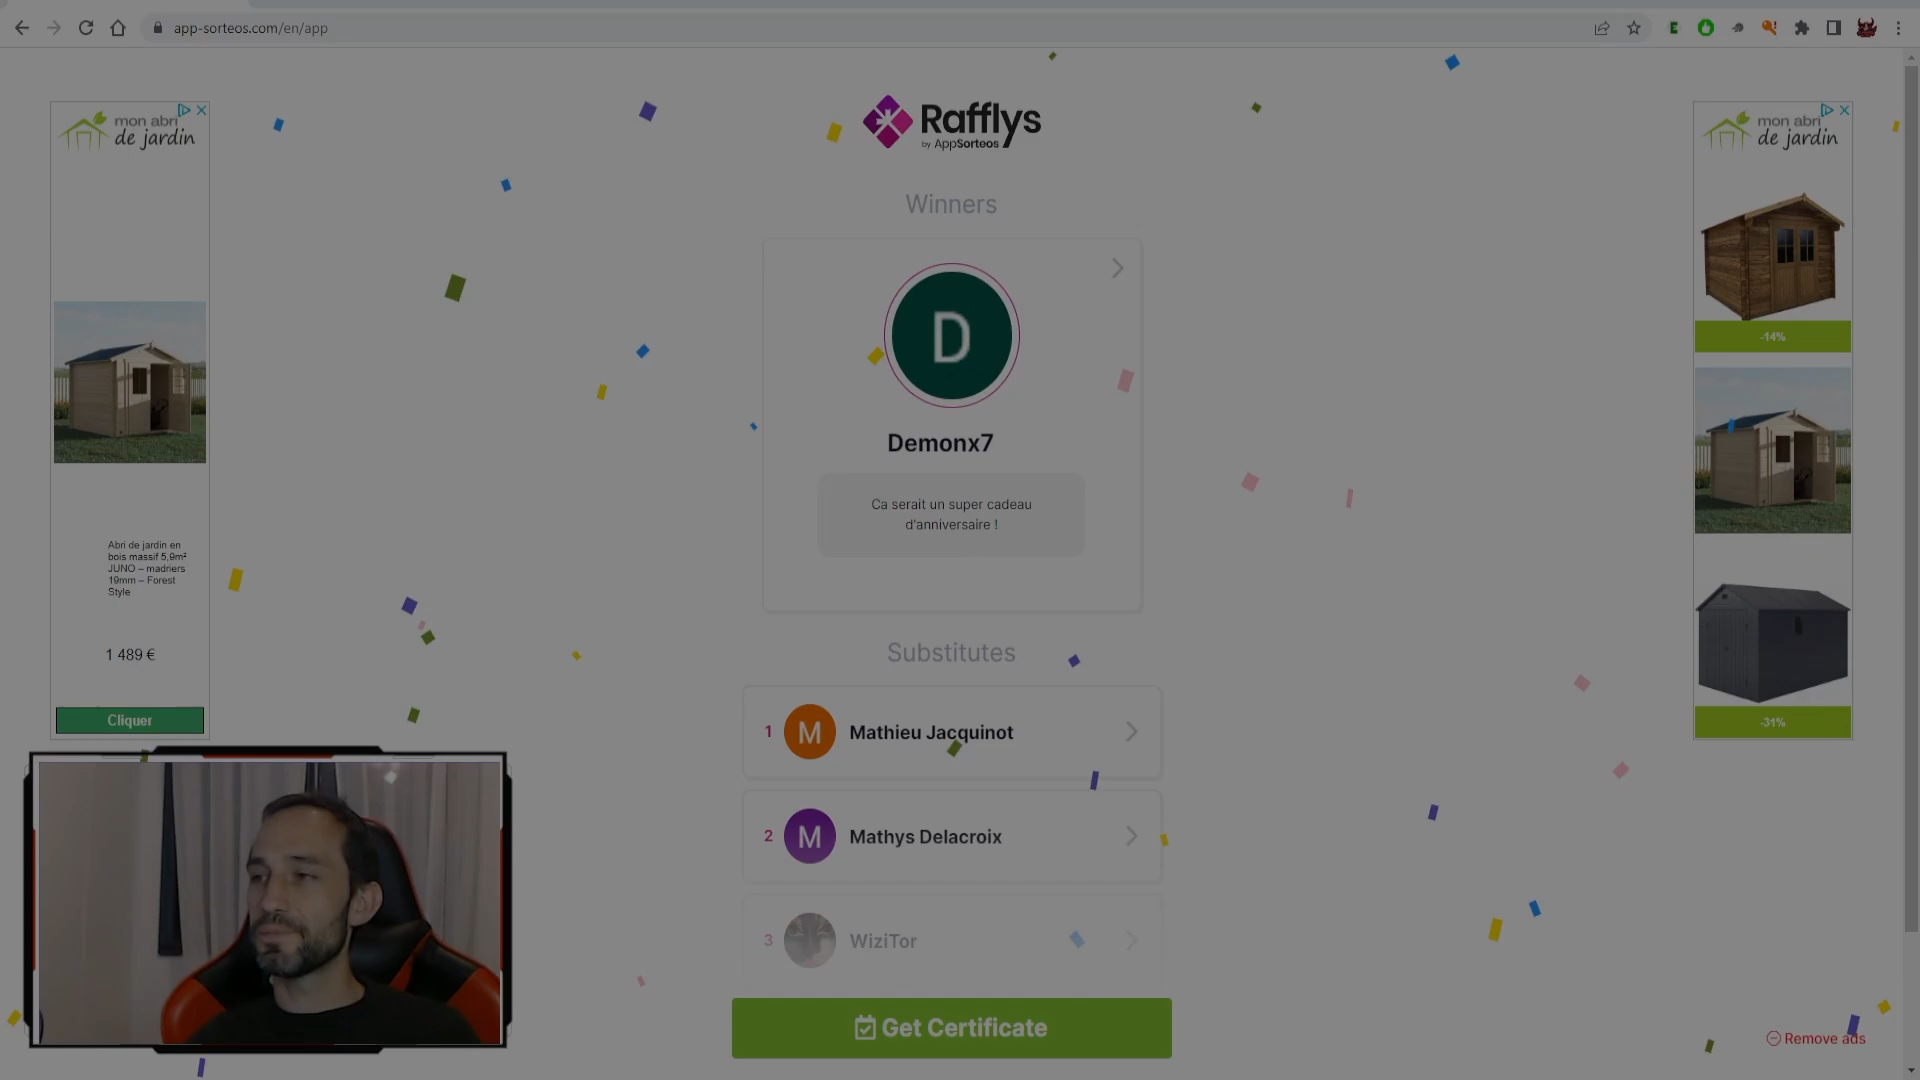 app-sorteos.com/en/app
mon abri
de jardin
Abri de jardin en
bois massif 5,9m²
JUNO – madriers
19mm – Forest
Style
1 489 €
Cliquer
Rafflys
by AppSorteos
Winners
D
Demonx7
Ca serait un super cadeau
d'anniversaire !
Substitutes
1 M Mathieu Jacquinot
2 M Mathys Delacroix
3 WiziTor
Get Certificate
mon abri
de jardin
-14%
-31%
Remove ads